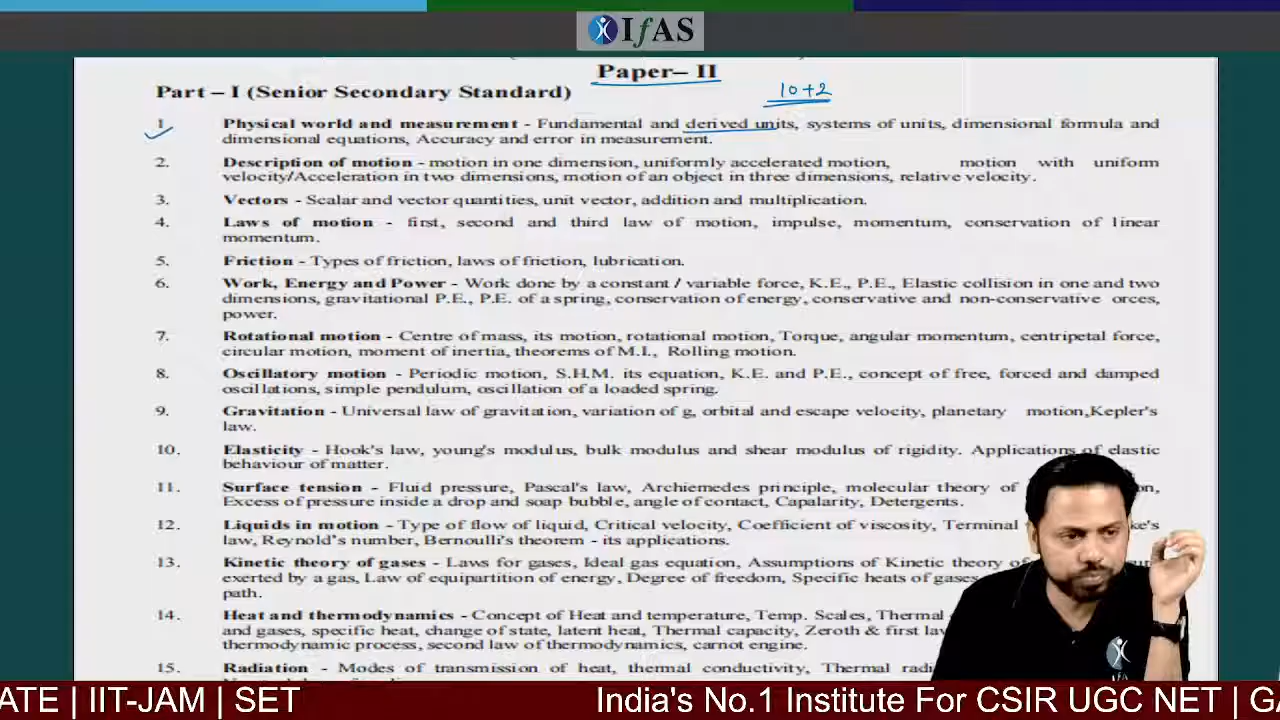 IfAS
Paper– II
10+2
Part – I (Senior Secondary Standard)
1 Physical world and measurement - Fundamental and derived units, systems of units, dimensional formula and
dimensional equations, Accuracy and error in measurement.
2. Description of motion - motion in one dimension, uniformly accelerated motion, motion with uniform
velocity/Acceleration in two dimensions, motion of an object in three dimensions, relative velocity.
3. Vectors - Scalar and vector quantities, unit vector, addition and multiplication.
4. Laws of motion - first, second and third law of motion, impulse, momentum, conservation of linear
momentum.
5. Friction - Types of friction, laws of friction, lubrication.
6. Work, Energy and Power - Work done by a constant / variable force, K.E., P.E., Elastic collision in one and two
dimensions, gravitational P.E., P.E. of a spring, conservation of energy, conservative and non-conservative orces,
power.
7. Rotational motion - Centre of mass, its motion, rotational motion, Torque, angular momentum, centripetal force,
circular motion, moment of inertia, theorems of M.I., Rolling motion.
8. Oscillatory motion - Periodic motion, S.H.M. its equation, K.E. and P.E., concept of free, forced and damped
oscillations, simple pendulum, oscillation of a loaded spring.
9. Gravitation - Universal law of gravitation, variation of g, orbital and escape velocity, planetary motion,Kepler's
law.
10. Elasticity - Hook's law, young's modulus, bulk modulus and shear modulus of rigidity. Applications of elastic
behaviour of matter.
11. Surface tension - Fluid pressure, Pascal's law, Archiemedes principle, molecular theory of
Excess of pressure inside a drop and soap bubble, angle of contact, Capalarity, Detergents.
12. Liquids in motion - Type of flow of liquid, Critical velocity, Coefficient of viscosity, Terminal ke's
law, Reynold's number, Bernoulli's theorem - its applications.
13. Kinetic theory of gases - Laws for gases, Ideal gas equation, Assumptions of Kinetic theory of
exerted by a gas, Law of equipartition of energy, Degree of freedom, Specific heats of gases
path.
14. Heat and thermodynamics - Concept of Heat and temperature, Temp. Scales, Thermal
and gases, specific heat, change of state, latent heat, Thermal capacity, Zeroth & first law
thermodynamic process, second law of thermodynamics, carnot engine.
15. Radiation - Modes of transmission of heat, thermal conductivity, Thermal radi
IFAS
ATE | IIT-JAM | SET India's No.1 Institute For CSIR UGC NET | GA